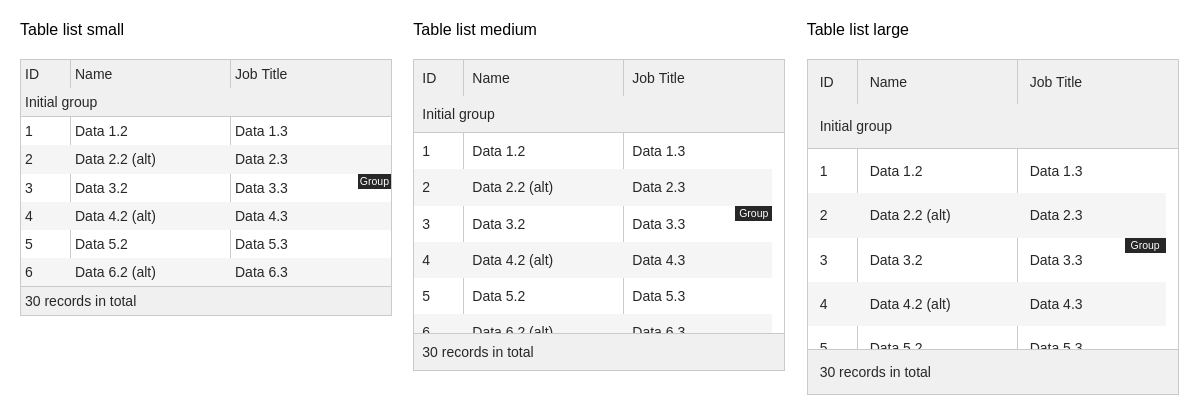 Table list small
ID Name Job Title
Initial group
1 Data 1.2 Data 1.3
2 Data 2.2 (alt) Data 2.3
Group
3 Data 3.2 Data 3.3
4 Data 4.2 (alt) Data 4.3
5 Data 5.2 Data 5.3
6 Data 6.2 (alt) Data 6.3
30 records in total
Table list medium
ID Name Job Title
Initial group
1 Data 1.2 Data 1.3
2 Data 2.2 (alt) Data 2.3
Group
3 Data 3.2 Data 3.3
4 Data 4.2 (alt) Data 4.3
5 Data 5.2 Data 5.3
6 Data 6.2 (alt) Data 6.3
30 records in total
Table list large
ID Name Job Title
Initial group
1 Data 1.2 Data 1.3
2 Data 2.2 (alt) Data 2.3
Group
3 Data 3.2 Data 3.3
4 Data 4.2 (alt) Data 4.3
5 Data 5.2 Data 5.3
30 records in total